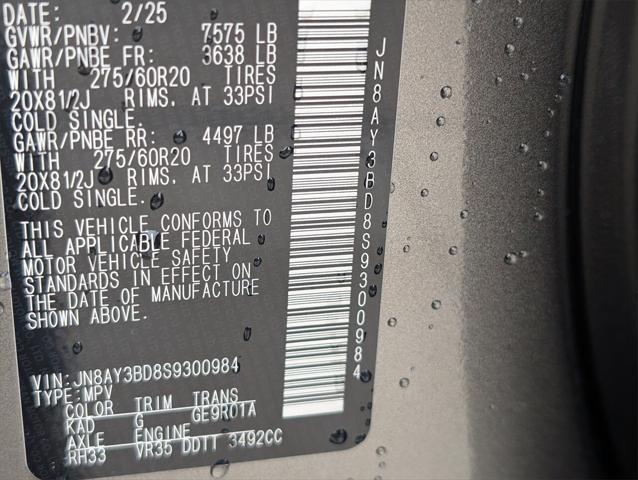 DATE: 2/25
GVWR/PNBV: 7575 LB
GAWR/PNBE FR: 3638 LB
WITH 275/60R20 TIRES
20X81/2J RIMS, AT 33PSI
COLD SINGLE.
GAWR/PNBE RR: 4497 LB
WITH 275/60R20 TIRES
20X81/2J RIMS, AT 33PSI
COLD SINGLE.
THIS VEHICLE CONFORMS TO
ALL APPLICABLE FEDERAL
MOTOR VEHICLE SAFETY
STANDARDS IN EFFECT ON
THE DATE OF MANUFACTURE
SHOWN ABOVE.
VIN:JN8AY3BD8S9300984
TYPE:MPV
COLOR TRIM TRANS
KAD G GE9R01A
AXLE ENGINE
RH33 VR35 DDTT 3492CC
JN8AY3BD8S9300984